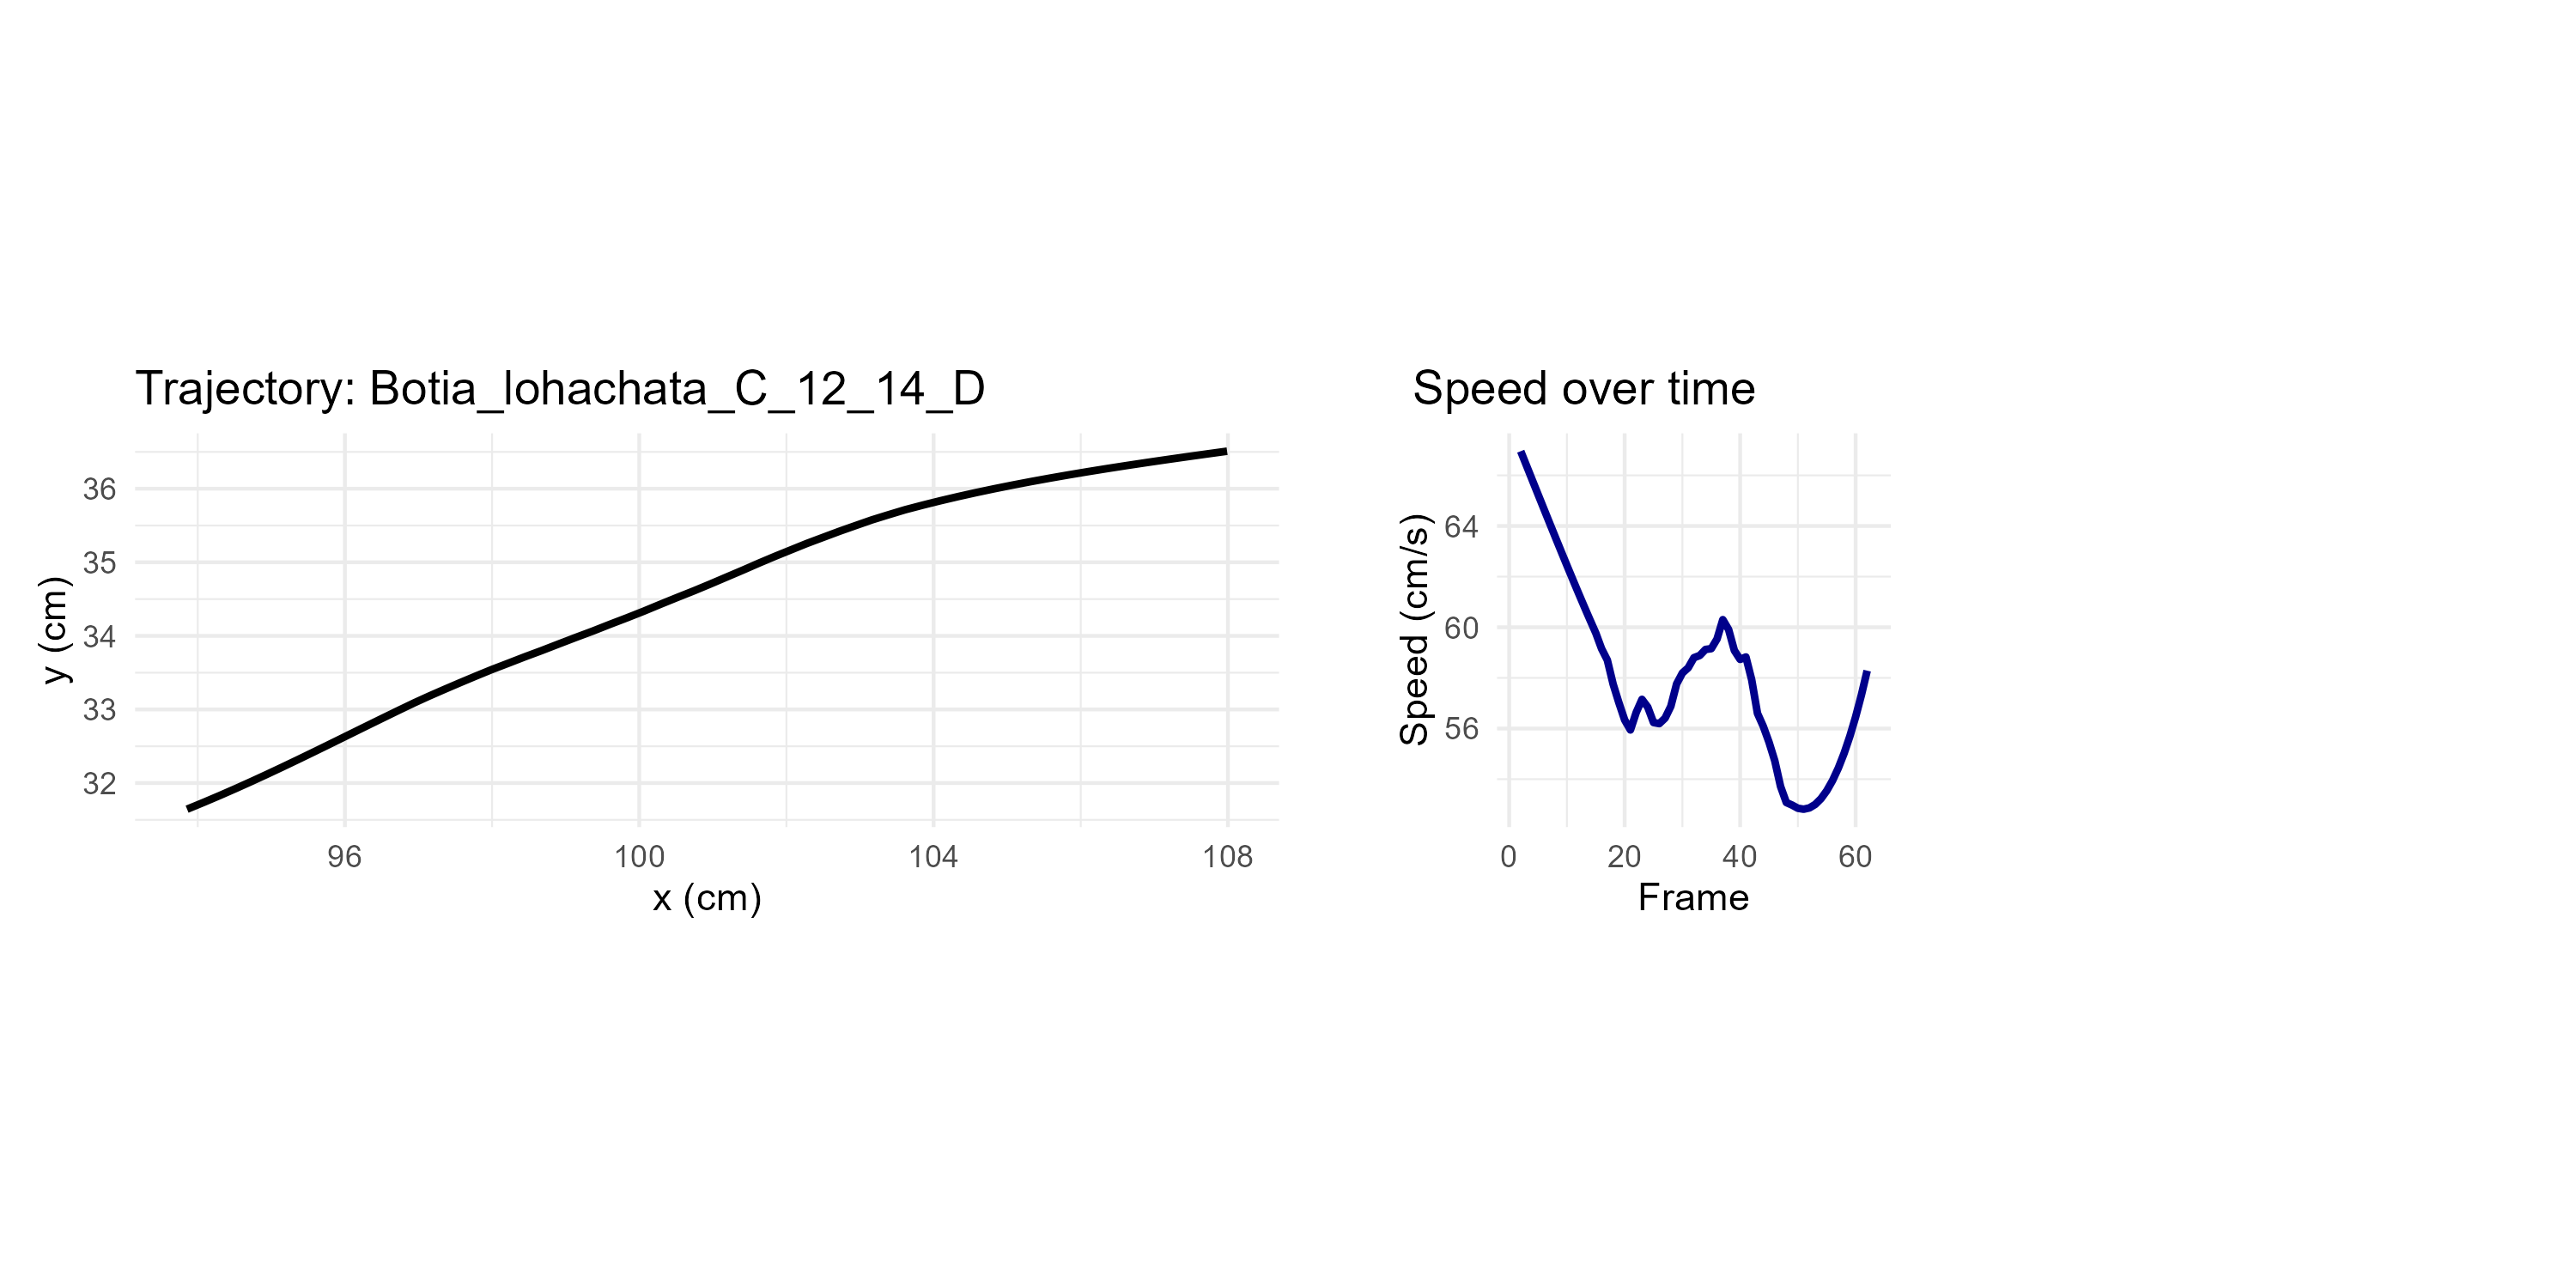 Trajectory: Botia_lohachata_C_12_14_D
y (cm)
36
35
34
33
32
96 100 104 108
x (cm)
Speed over time
Speed (cm/s)
64
60
56
0 20 40 60
Frame